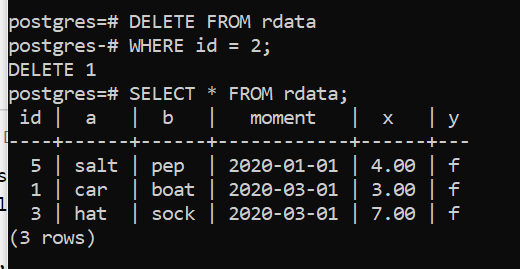 postgres=# DELETE FROM rdata
postgres-# WHERE id = 2;
DELETE 1
postgres=# SELECT * FROM rdata;
 id |  a   |  b   |   moment   |  x   | y
----+------+------+------------+------+---
  5 | salt | pep  | 2020-01-01 | 4.00 | f
  1 | car  | boat | 2020-03-01 | 3.00 | f
  3 | hat  | sock | 2020-03-01 | 7.00 | f
(3 rows)